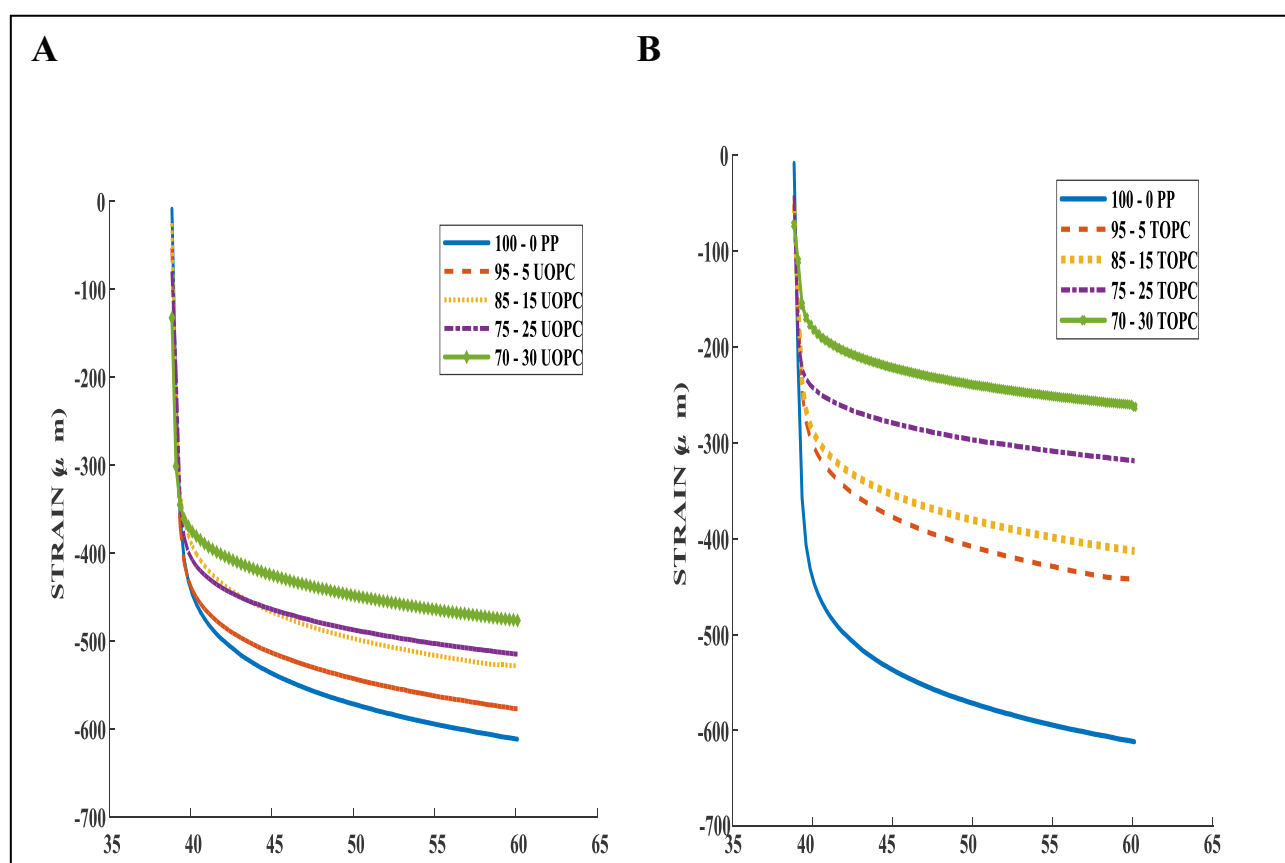 A
STRAIN (μ m)
0
-100
-200
-300
-400
-500
-600
-700
35 40 45 50 55 60 65
100 - 0 PP
95 - 5 UOPC
85 - 15 UOPC
75 - 25 UOPC
70 - 30 UOPC
B
STRAIN (μ m)
0
-100
-200
-300
-400
-500
-600
-700
35 40 45 50 55 60 65
100 - 0 PP
95 - 5 TOPC
85 - 15 TOPC
75 - 25 TOPC
70 - 30 TOPC